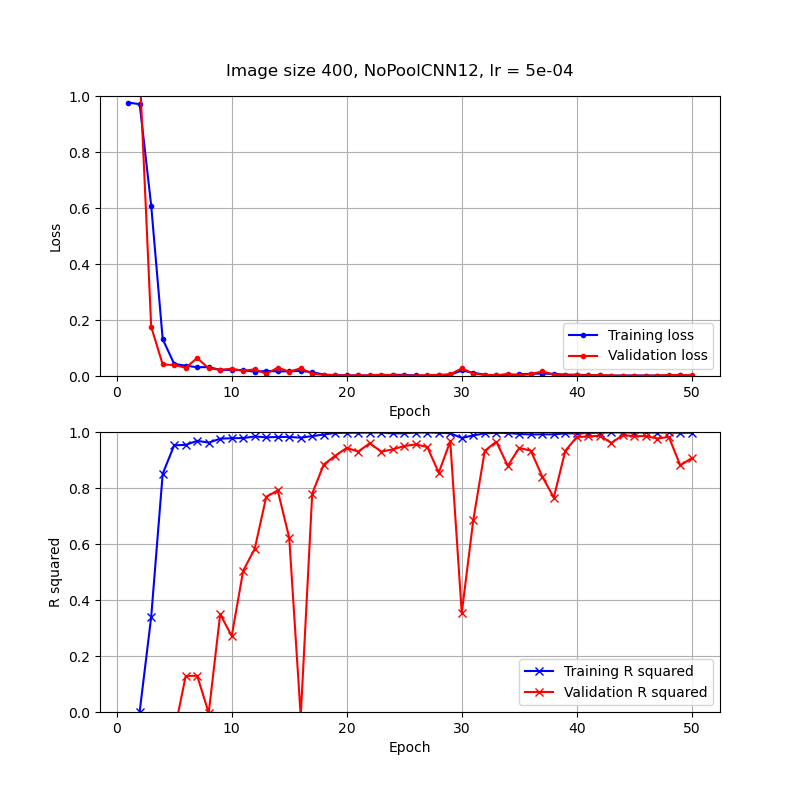 Image size 400, NoPoolCNN12, lr = 5e-04
1.0
0.8
0.6
0.4
0.2
0.0
Loss
0 10 20 30 40 50
Epoch
Training loss
Validation loss
1.0
0.8
0.6
0.4
0.2
0.0
R squared
0 10 20 30 40 50
Epoch
Training R squared
Validation R squared